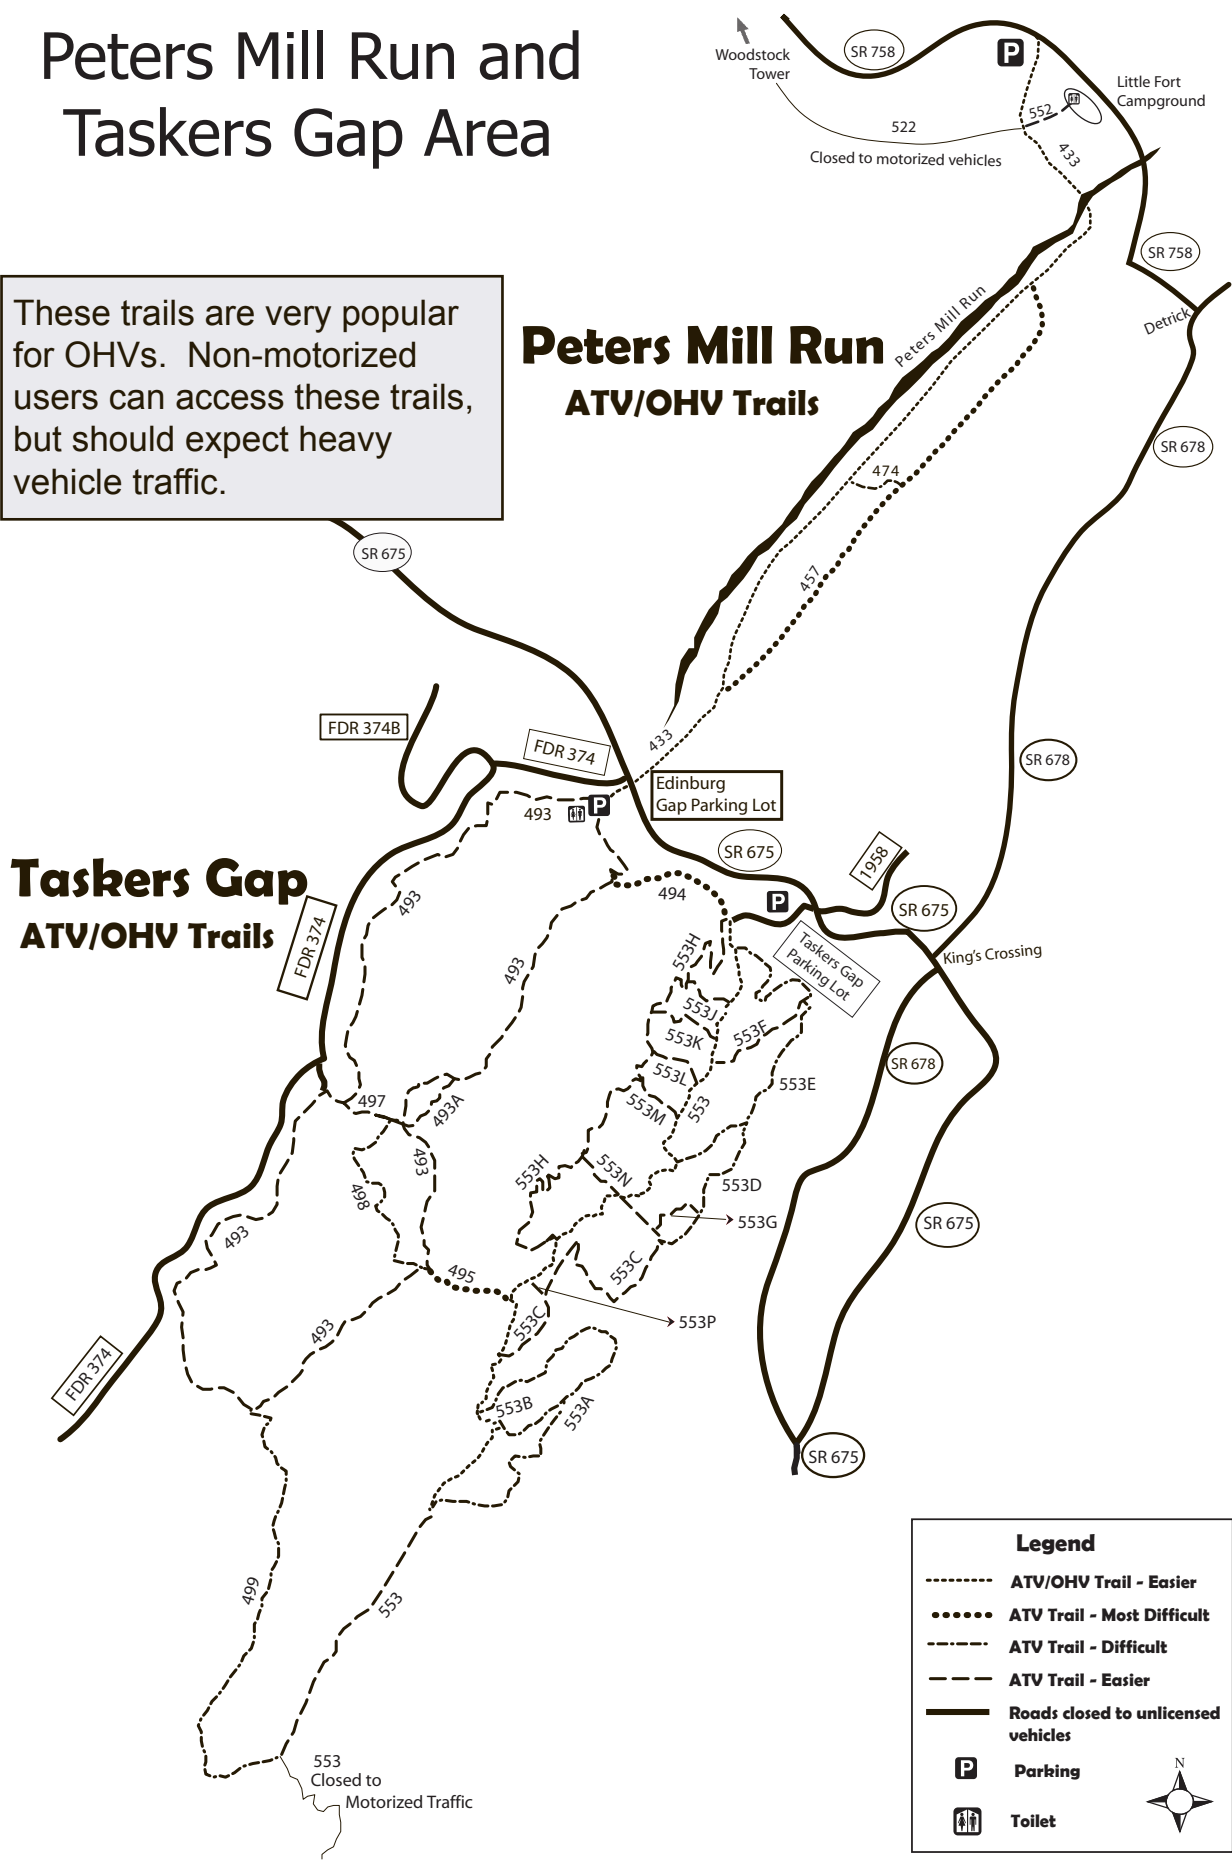 Peters Mill Run and
Taskers Gap Area
Woodstock
Tower
SR 758
P
Little Fort
Campground
552
522
Closed to motorized vehicles
433
SR 758
Detrick
These trails are very popular
for OHVs. Non-motorized
users can access these trails,
but should expect heavy
vehicle traffic.
Peters Mill Run
ATV/OHV Trails
Peters Mill Run
SR 678
474
SR 675
457
FDR 374B
FDR 374
433
SR 678
Edinburg
Gap Parking Lot
P
493
SR 675
1958
Taskers Gap
ATV/OHV Trails
493
494
P
SR 675
FDR 374
Taskers Gap
Parking Lot
King's Crossing
493
553H
553J
553K
553F
SR 678
553L
553E
497
493A
553M
553
493
553H
553N
498
553D
553G
SR 675
493
495
553C
553P
493
553C
FDR 374
553B
553A
SR 675
499
553
553
Closed to
Motorized Traffic
Legend
ATV/OHV Trail - Easier
ATV Trail - Most Difficult
ATV Trail - Difficult
ATV Trail - Easier
Roads closed to unlicensed
vehicles
P
Parking
N
Toilet